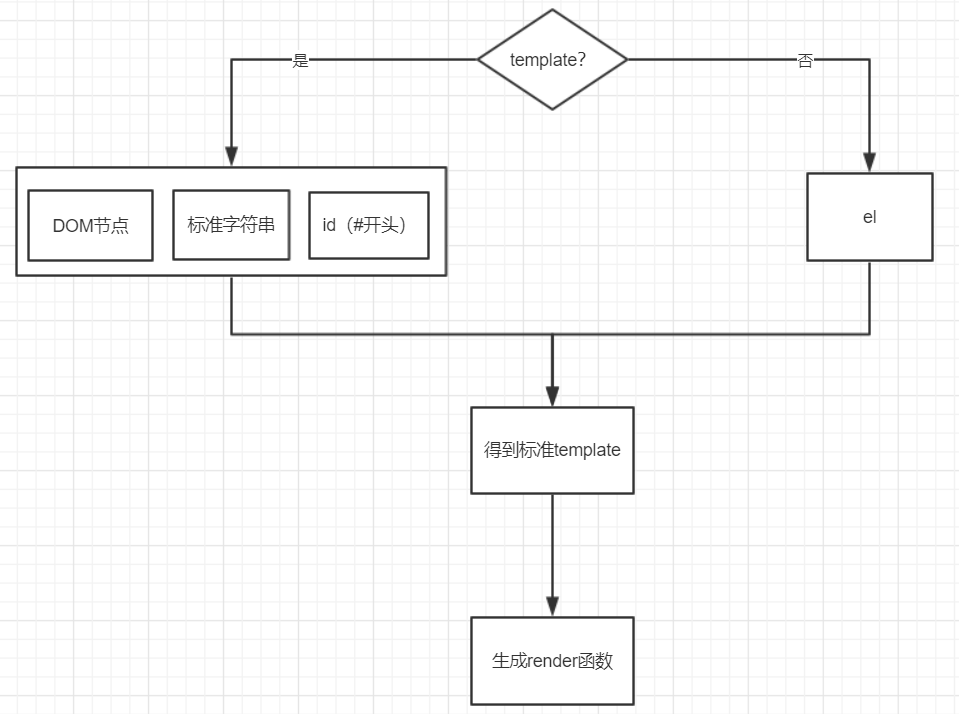 template?
是
否
DOM节点
标准字符串
id（#开头）
el
得到标准template
生成render函数